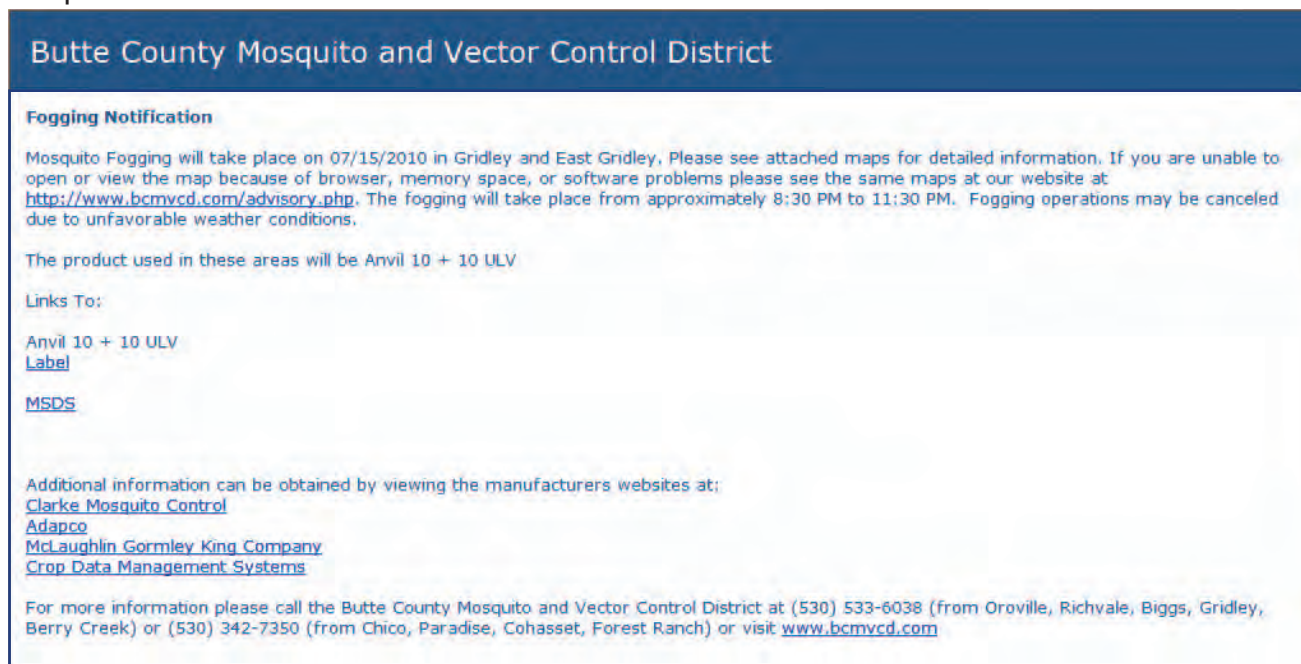 Butte County Mosquito and Vector Control District
Fogging Notification
Mosquito Fogging will take place on 07/15/2010 in Gridley and East Gridley. Please see attached maps for detailed information. If you are unable to
open or view the map because of browser, memory space, or software problems please see the same maps at our website at
http://www.bcmvcd.com/advisory.php. The fogging will take place from approximately 8:30 PM to 11:30 PM.  Fogging operations may be canceled
due to unfavorable weather conditions.
The product used in these areas will be Anvil 10 + 10 ULV
Links To:
Anvil 10 + 10 ULV
Label
MSDS
Additional information can be obtained by viewing the manufacturers websites at:
Clarke Mosquito Control
Adapco
McLaughlin Gormley King Company
Crop Data Management Systems
For more information please call the Butte County Mosquito and Vector Control District at (530) 533-6038 (from Oroville, Richvale, Biggs, Gridley,
Berry Creek) or (530) 342-7350 (from Chico, Paradise, Cohasset, Forest Ranch) or visit www.bcmvcd.com